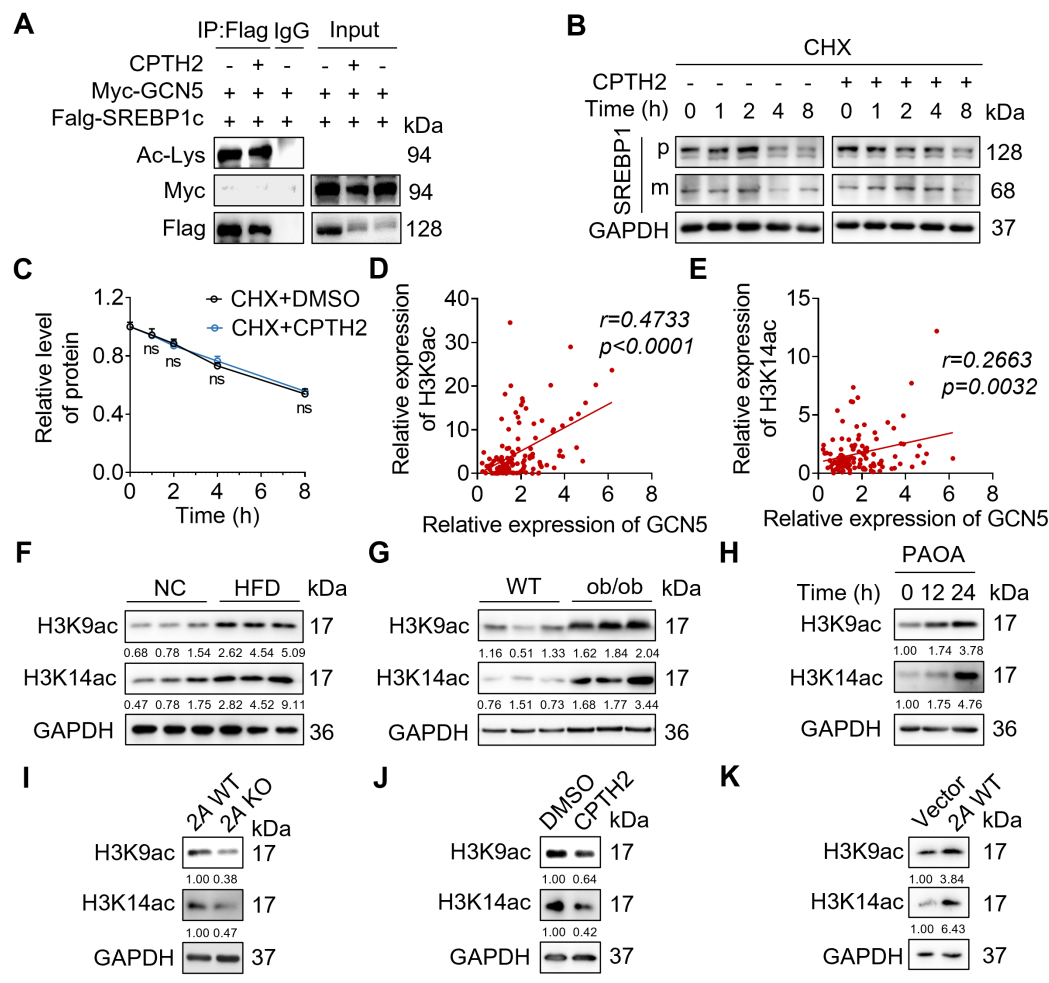 A
IP:Flag IgG Input
CPTH2 - + - - + -
Myc-GCN5 + + + + + +
Falg-SREBP1c + + + + + +
kDa
Ac-Lys 94
Myc 94
Flag 128
B
CHX
CPTH2 - - - - - + + + + +
Time (h) 0 1 2 4 8 0 1 2 4 8 kDa
SREBP1
p 128
m 68
GAPDH 37
C
Relative level
of protein
1.2
0.8
0.4
0.0
CHX+DMSO
CHX+CPTH2
ns
ns
ns
ns
0 2 4 6 8
Time (h)
D
Relative expression
of H3K9ac
40
30
20
10
0
r=0.4733
p<0.0001
0 2 4 6 8
Relative expression of GCN5
E
Relative expression
of H3K14ac
15
10
5
0
r=0.2663
p=0.0032
0 2 4 6 8
Relative expression of GCN5
F
NC HFD kDa
H3K9ac 17
0.68 0.78 1.54 2.62 4.54 5.09
H3K14ac 17
0.47 0.78 1.75 2.82 4.52 9.11
GAPDH 36
G
WT ob/ob kDa
H3K9ac 17
1.16 0.51 1.33 1.62 1.84 2.04
H3K14ac 17
0.76 1.51 0.73 1.68 1.77 3.44
GAPDH 36
H
PAOA
Time (h) 0 12 24 kDa
H3K9ac 17
1.00 1.74 3.78
H3K14ac 17
1.00 1.75 4.76
GAPDH 36
I
2A WT 2A KO kDa
H3K9ac 17
1.00 0.38
H3K14ac 17
1.00 0.47
GAPDH 37
J
DMSO CPTH2 kDa
H3K9ac 17
1.00 0.64
H3K14ac 17
1.00 0.42
GAPDH 37
K
Vector 2A WT kDa
H3K9ac 17
1.00 3.84
H3K14ac 17
1.00 6.43
GAPDH 37